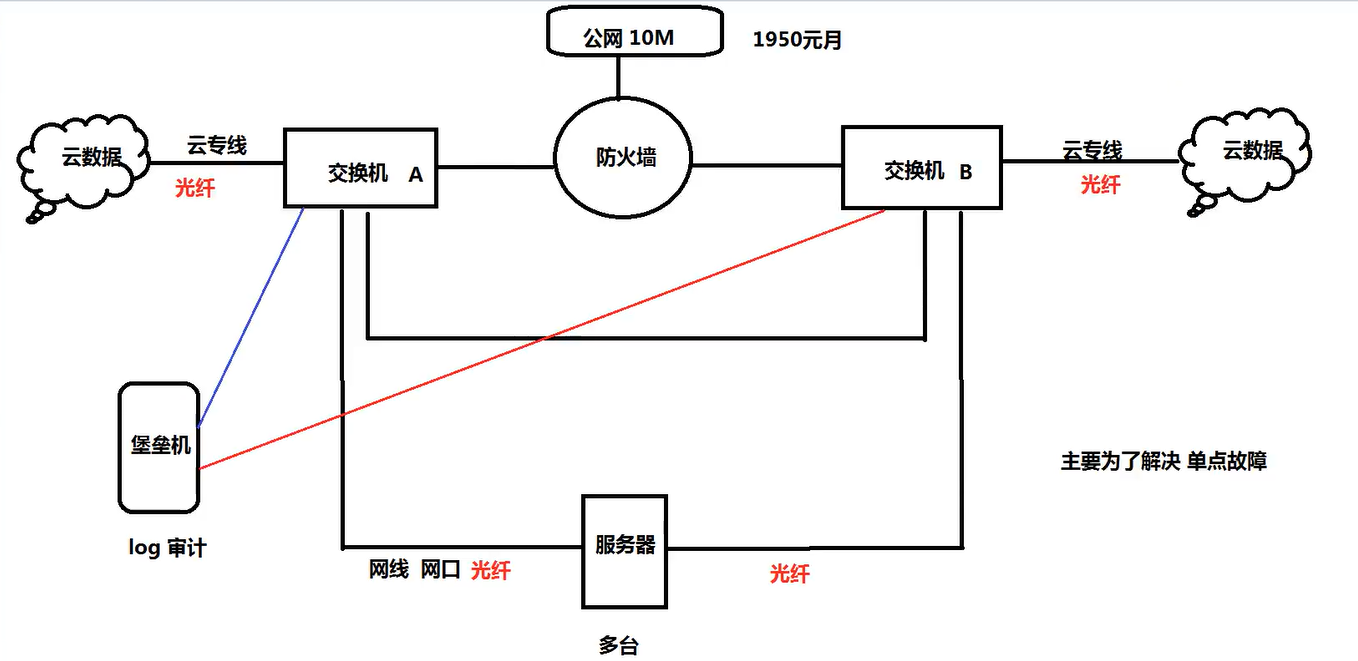 公网 10M
1950元月
云数据
云专线
光纤
交换机 A
防火墙
交换机 B
云专线
光纤
云数据
堡垒机
log 审计
主要为了解决 单点故障
服务器
网线 网口 光纤
光纤
多台